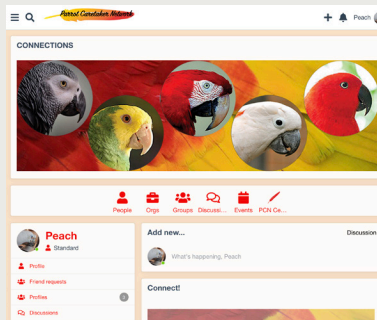 Parrot Caretaker Network
Peach
CONNECTIONS
People Orgs Groups Discussi... Events PCN Ce...
Peach
Standard
Profile
Friend requests
Profiles
Discussions
Add new... Discussion
What's happening, Peach
Connect!